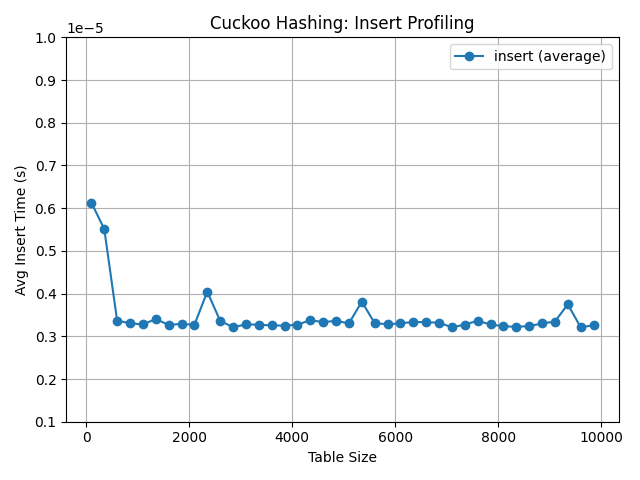 Cuckoo Hashing: Insert Profiling
1e−5
1.0
0.9
0.8
0.7
0.6
0.5
0.4
0.3
0.2
0.1
Avg Insert Time (s)
insert (average)
0 2000 4000 6000 8000 10000
Table Size